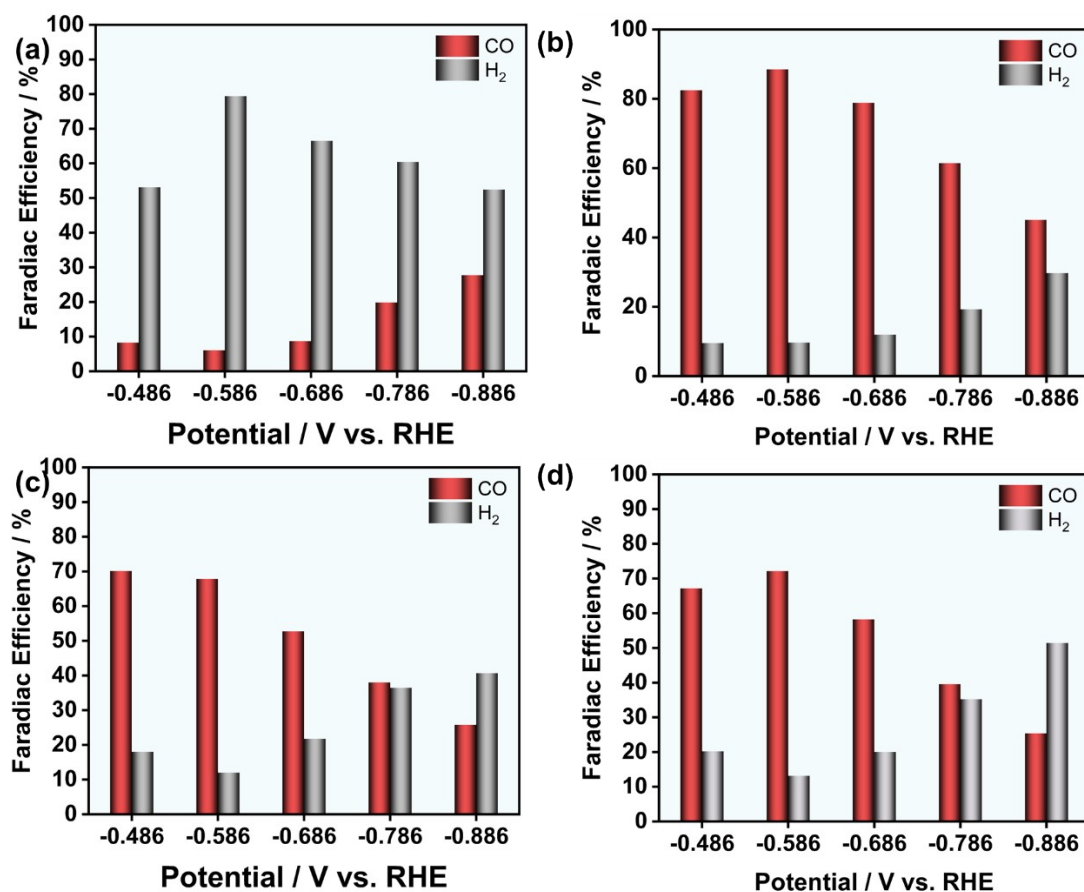 (a)
CO
H₂
Faradiac Efficiency / %
100
90
80
70
60
50
40
30
20
10
0
-0.486 -0.586 -0.686 -0.786 -0.886
Potential / V vs. RHE
(b)
CO
H₂
Faradaic Efficiency / %
100
80
60
40
20
0
-0.486 -0.586 -0.686 -0.786 -0.886
Potential / V vs. RHE
(c)
CO
H₂
Faradiac Efficiency / %
100
90
80
70
60
50
40
30
20
10
0
-0.486 -0.586 -0.686 -0.786 -0.886
Potential / V vs. RHE
(d)
CO
H₂
Faradiac Efficiency / %
100
90
80
70
60
50
40
30
20
10
0
-0.486 -0.586 -0.686 -0.786 -0.886
Potential / V vs. RHE